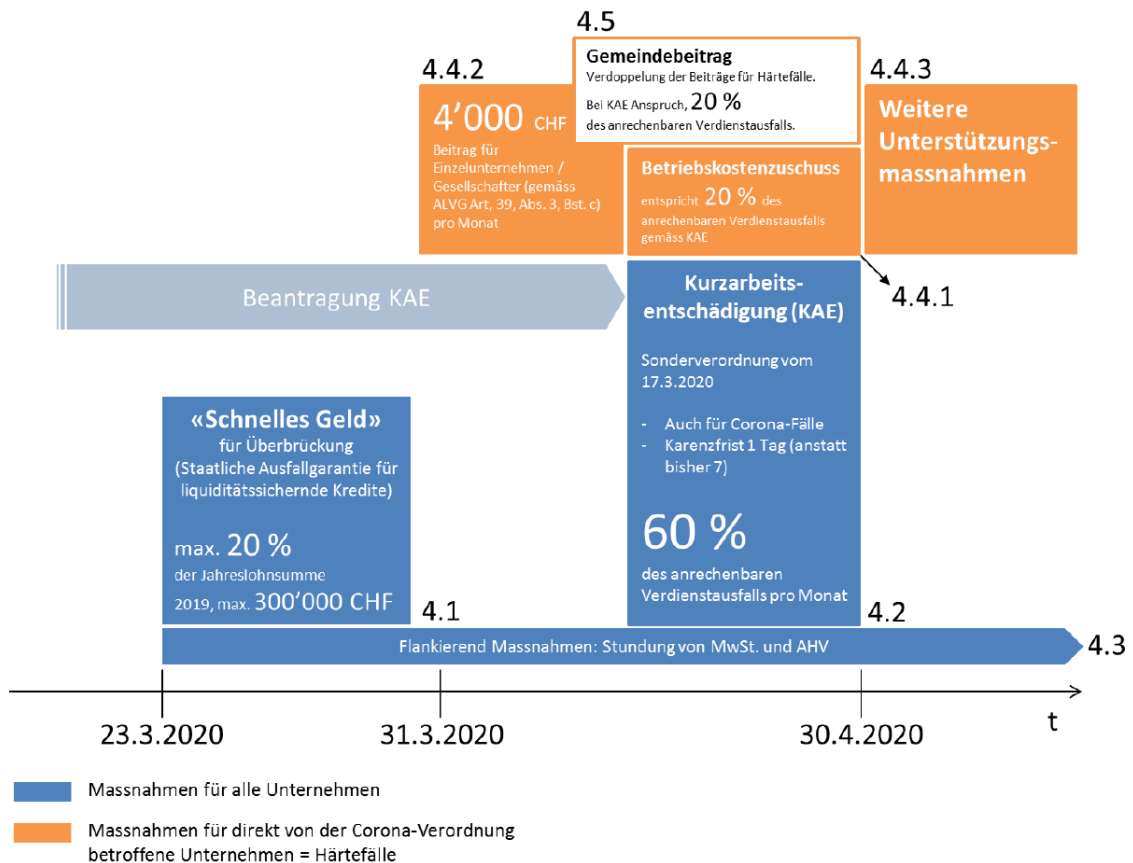 4.5
Gemeindebeitrag
Verdoppelung der Beiträge für Härtefälle.
Bei KAE Anspruch, 20 %
des anrechenbaren Verdienstausfalls.
4.4.2
4'000 CHF
Beitrag für
Einzelunternehmen /
Gesellschafter (gemäss
ALVG Art, 39, Abs. 3, Bst. c)
pro Monat
Betriebskostenzuschuss
entspricht 20 % des
anrechenbaren Verdienstausfalls
gemäss KAE
4.4.3
Weitere
Unterstützungs-
massnahmen
4.4.1
Beantragung KAE
Kurzarbeits-
entschädigung (KAE)
Sonderverordnung vom
17.3.2020
- Auch für Corona-Fälle
- Karenzfrist 1 Tag (anstatt
bisher 7)
60 %
des anrechenbaren
Verdienstausfalls pro Monat
«Schnelles Geld»
für Überbrückung
(Staatliche Ausfallgarantie für
liquiditätssichernde Kredite)
max. 20 %
der Jahreslohnsumme
2019, max. 300'000 CHF
4.1
4.2
Flankierend Massnahmen: Stundung von MwSt. und AHV
4.3
t
23.3.2020
31.3.2020
30.4.2020
Massnahmen für alle Unternehmen
Massnahmen für direkt von der Corona-Verordnung
betroffene Unternehmen = Härtefälle